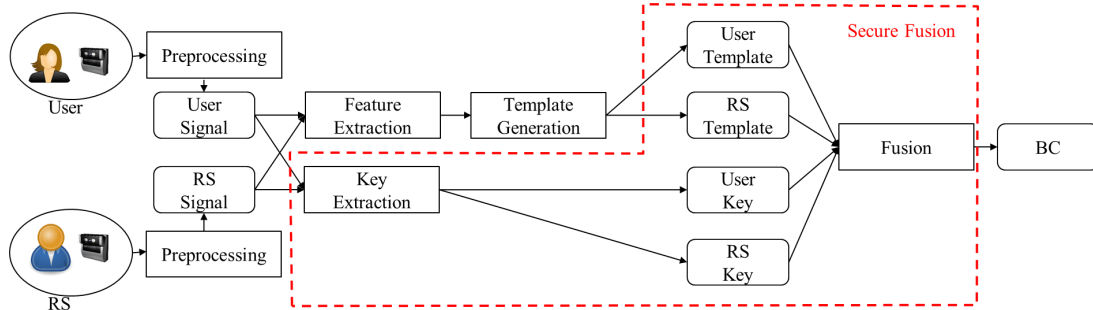 User
Preprocessing
User
Signal
Feature
Extraction
Template
Generation
User
Template
RS
Template
Secure Fusion
RS
Signal
Key
Extraction
User
Key
RS
Key
Fusion
BC
Preprocessing
RS